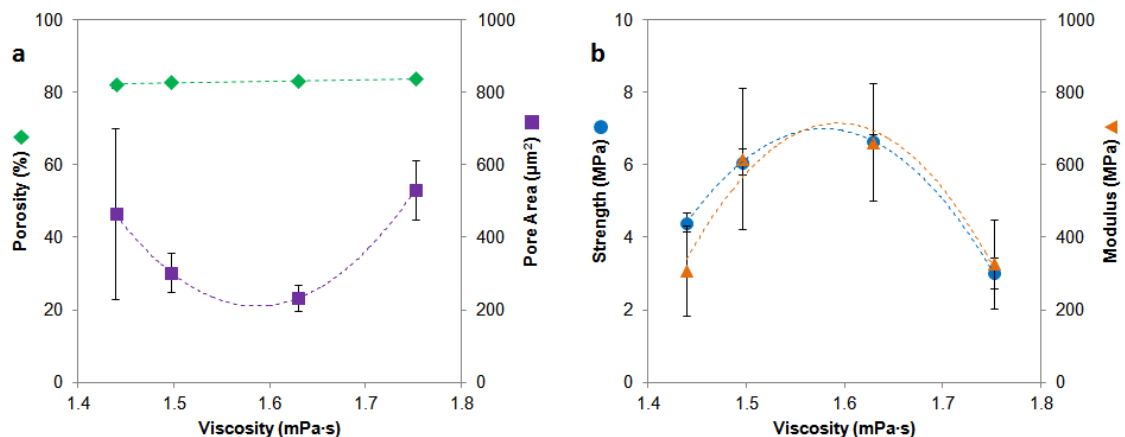 a
100
80
60
40
20
0
Porosity (%)
1000
800
600
400
200
0
Pore Area (µm²)
1.4 1.5 1.6 1.7 1.8
Viscosity (mPa·s)
b
10
8
6
4
2
0
Strength (MPa)
1000
800
600
400
200
0
Modulus (MPa)
1.4 1.5 1.6 1.7 1.8
Viscosity (mPa·s)